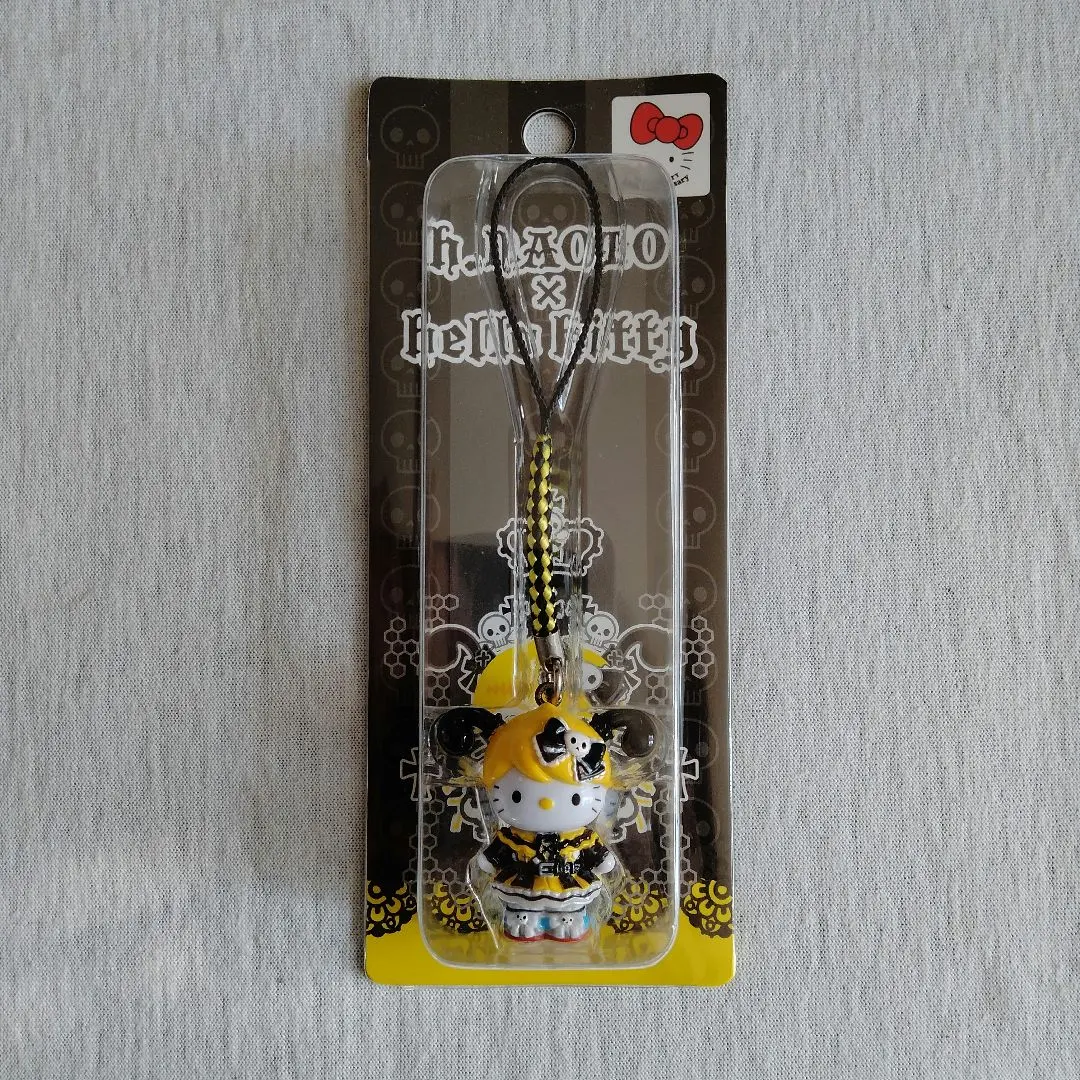 h.NAOTO
×
hello kitty